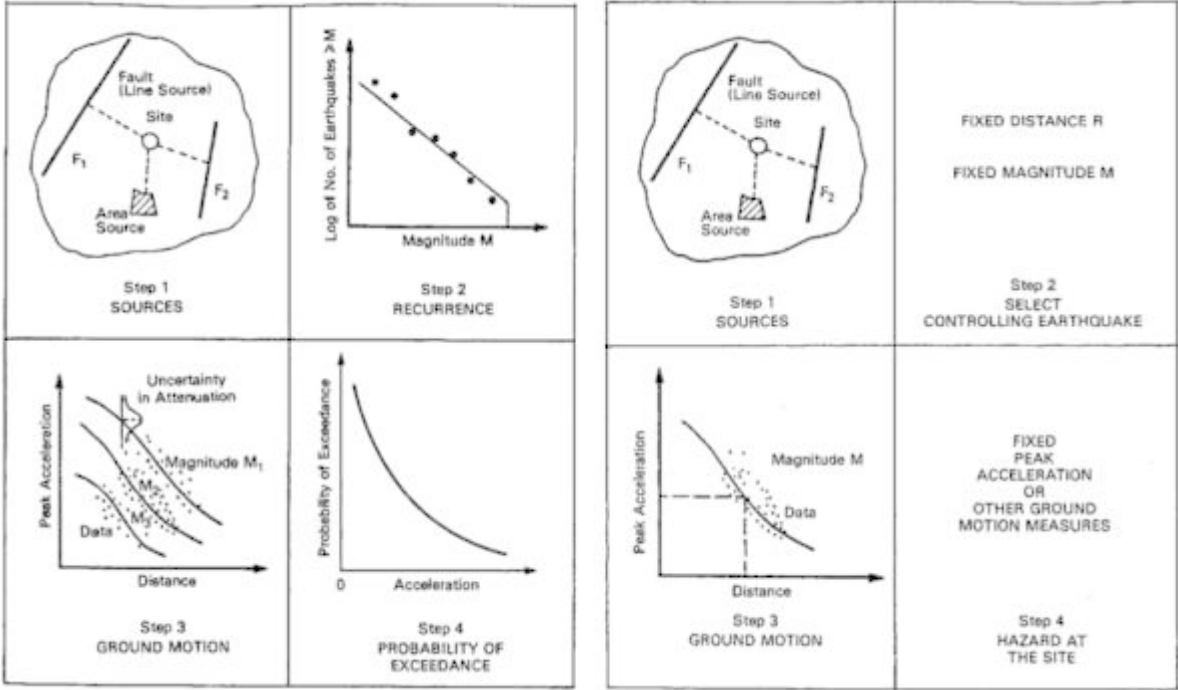 Fault
(Line Source)
Site
F1
F2
Area
Source
Step 1
SOURCES
Log of No. of Earthquakes ≥ M
Magnitude M
Step 2
RECURRENCE
Uncertainty
in Attenuation
Peak Acceleration
Magnitude M1
M2
M3
Data
Distance
Step 3
GROUND MOTION
Probability of Exceedance
0
Acceleration
Step 4
PROBABILITY OF
EXCEEDANCE
Fault
(Line Source)
Site
F1
F2
Area
Source
Step 1
SOURCES
FIXED DISTANCE R
FIXED MAGNITUDE M
Step 2
SELECT
CONTROLLING EARTHQUAKE
Peak Acceleration
Magnitude M
Data
Distance
Step 3
GROUND MOTION
FIXED
PEAK
ACCELERATION
OR
OTHER GROUND
MOTION MEASURES
Step 4
HAZARD AT
THE SITE